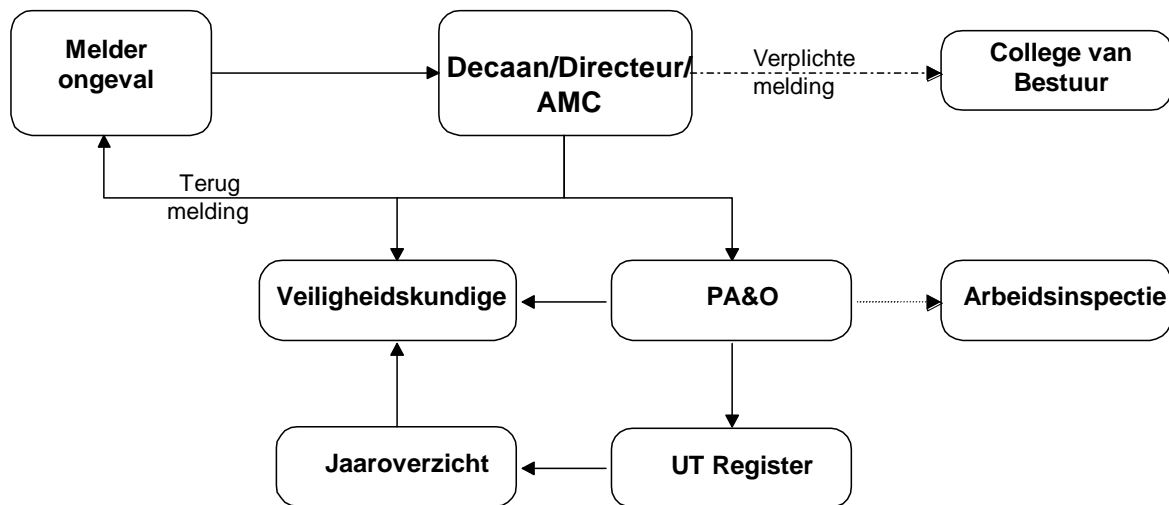 Melder
ongeval
Decaan/Directeur/
AMC
Verplichte
melding
College van
Bestuur
Terug
melding
Veiligheidskundige
PA&O
Arbeidsinspectie
Jaaroverzicht
UT Register